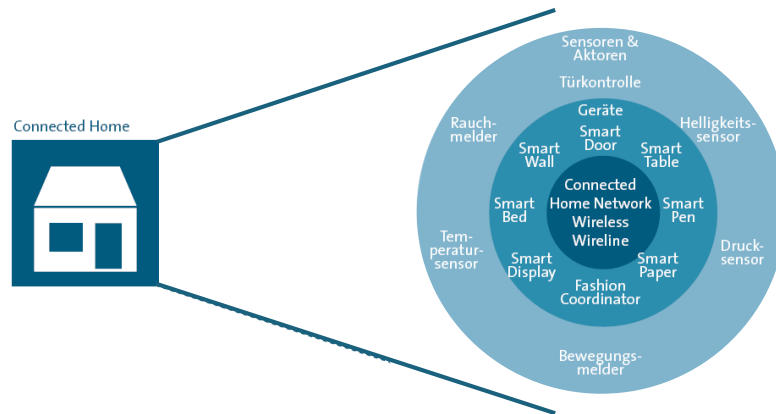 Connected Home
Sensoren &
Aktoren
Türkontrolle
Rauch-
melder
Helligkeits-
sensor
Tem-
peratur-
sensor
Druck-
sensor
Bewegungs-
melder
Geräte
Smart
Door
Smart
Wall
Smart
Table
Smart
Bed
Smart
Pen
Smart
Display
Smart
Paper
Fashion
Coordinator
Connected
Home Network
Wireless
Wireline